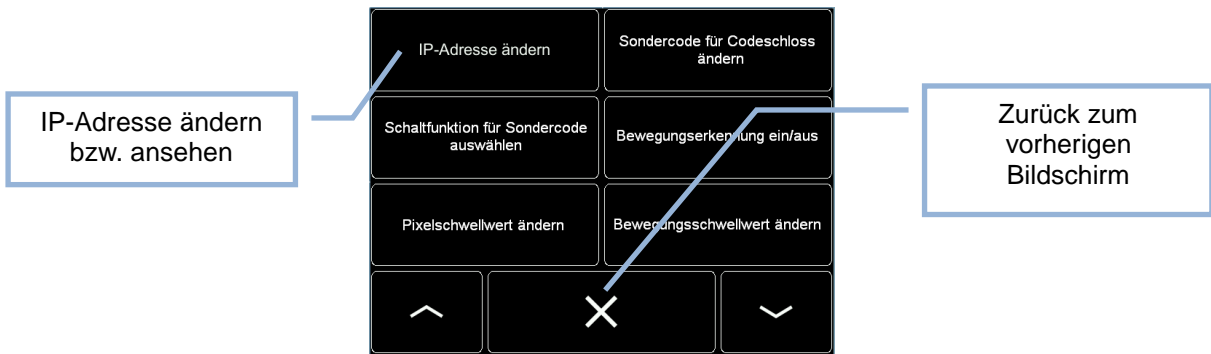 IP-Adresse ändern
bzw. ansehen
IP-Adresse ändern
Sondercode für Codeschloss
ändern
Schaltfunktion für Sondercode
auswählen
Bewegungserkennung ein/aus
Pixelschwellwert ändern
Bewegungsschwellwert ändern
Zurück zum
vorherigen
Bildschirm